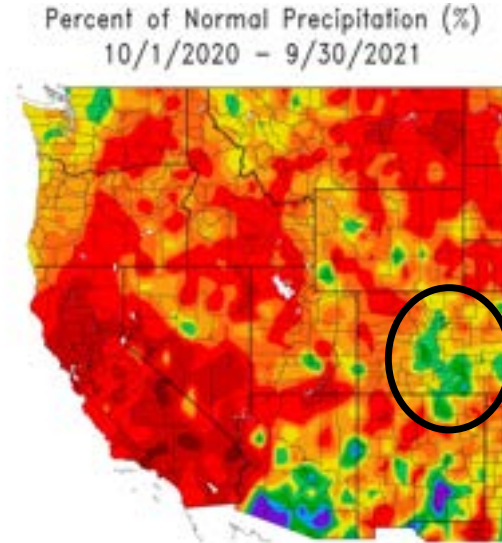 Percent of Normal Precipitation (%)
10/1/2020 – 9/30/2021